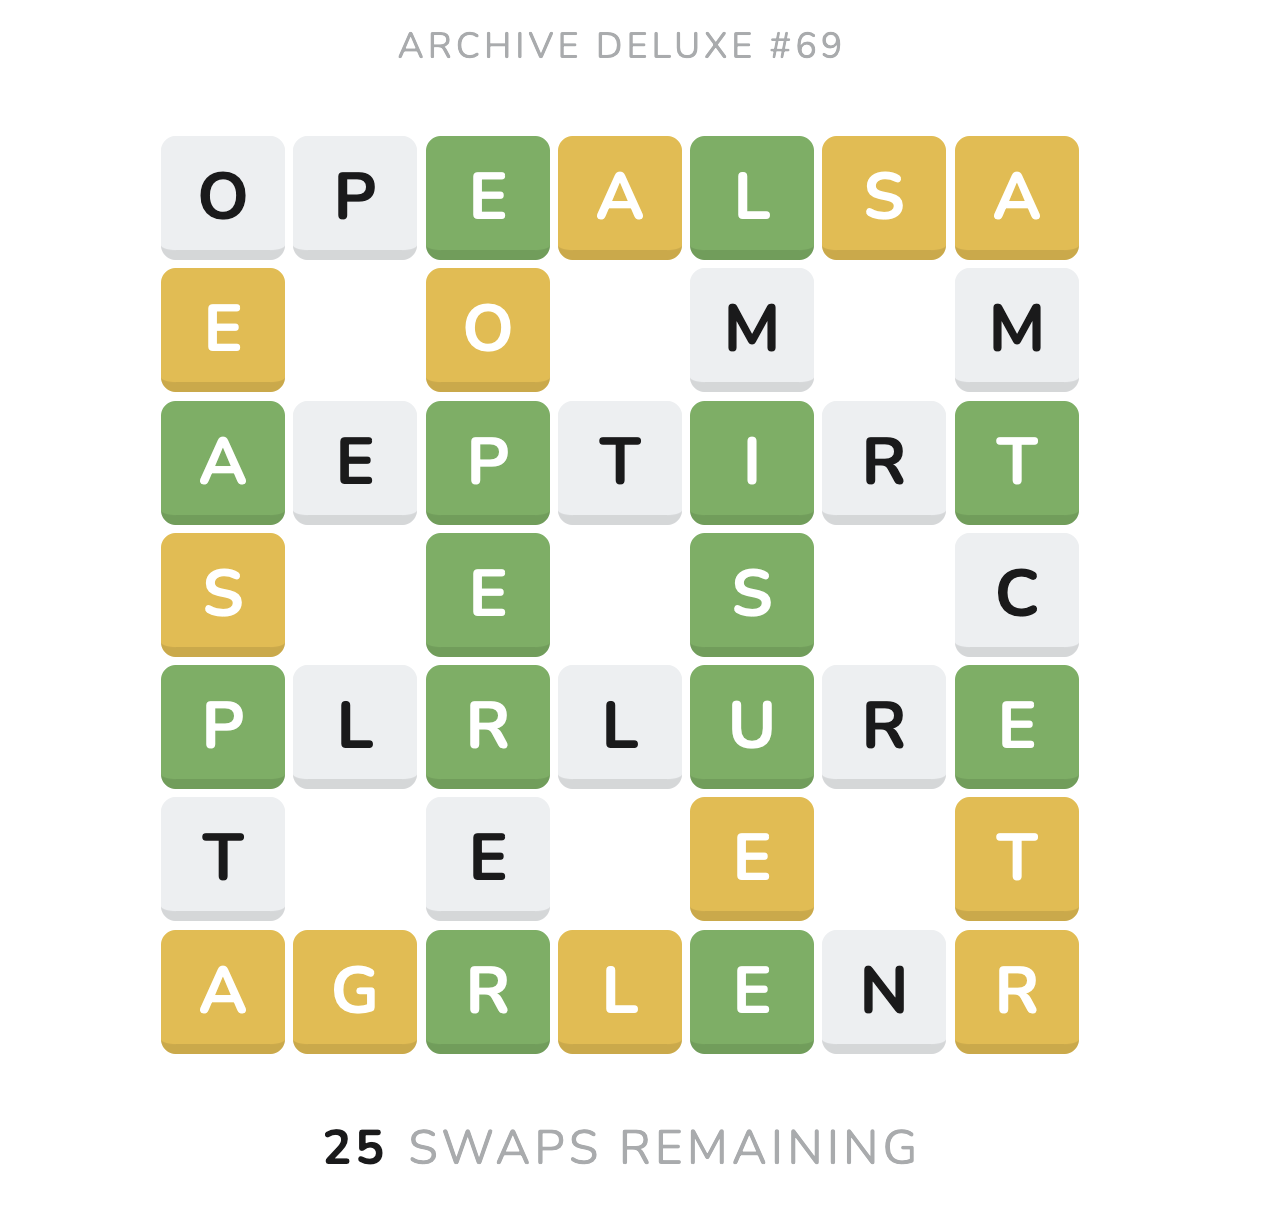 ARCHIVE DELUXE #69
O P E A L S A
E O M M
A E P T I R T
S E S C
P L R L U R E
T E E T
A G R L E N R
25 SWAPS REMAINING